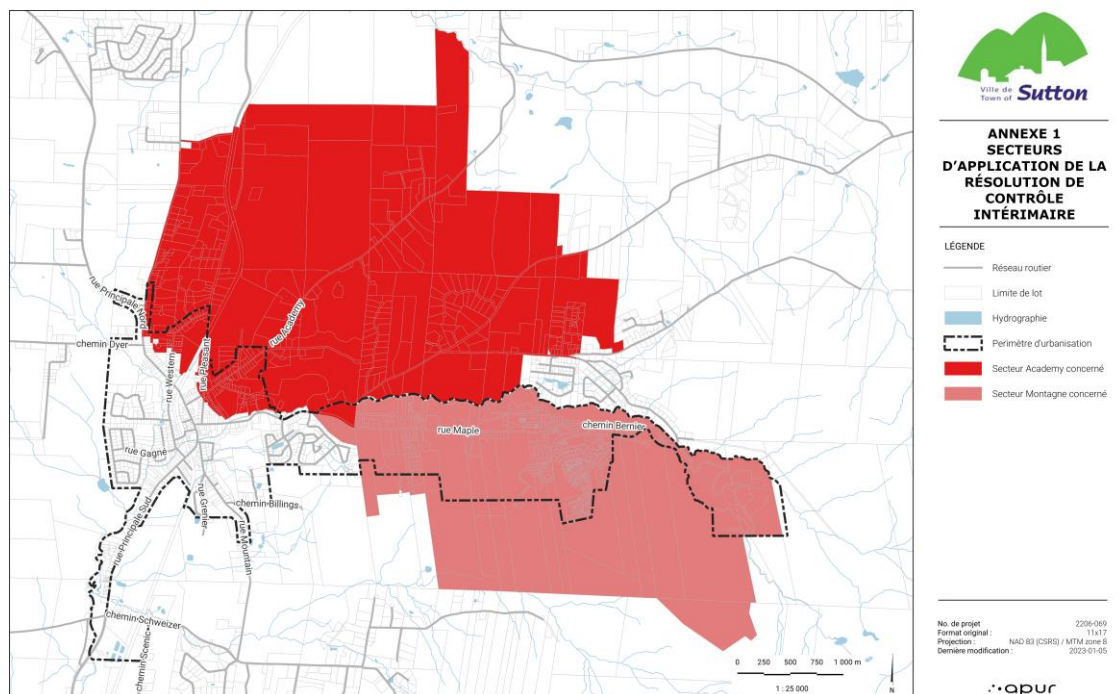 rue Principale Nord
chemin Dyer
rue Western
rue Pleasant
rue Academy
rue Gagné
rue Maple
chemin Bernier
rue Principale Sud
rue Grenier
chemin Billings
rue Mountain
chemin Schweizer
chemin Scenic
0 250 500 750 1 000 m
1 : 25 000
N
Ville de
Town of Sutton
ANNEXE 1
SECTEURS
D'APPLICATION DE LA
RÉSOLUTION DE
CONTRÔLE
INTÉRIMAIRE
LÉGENDE
Réseau routier
Limite de lot
Hydrographie
Perimètre d'urbanisation
Secteur Academy concerné
Secteur Montagne concerné
No. de projet 2206-069
Format original : 11x17
Projection : NAD 83 (CSRS) / MTM zone 8
Dernière modification : 2023-01-05
apur